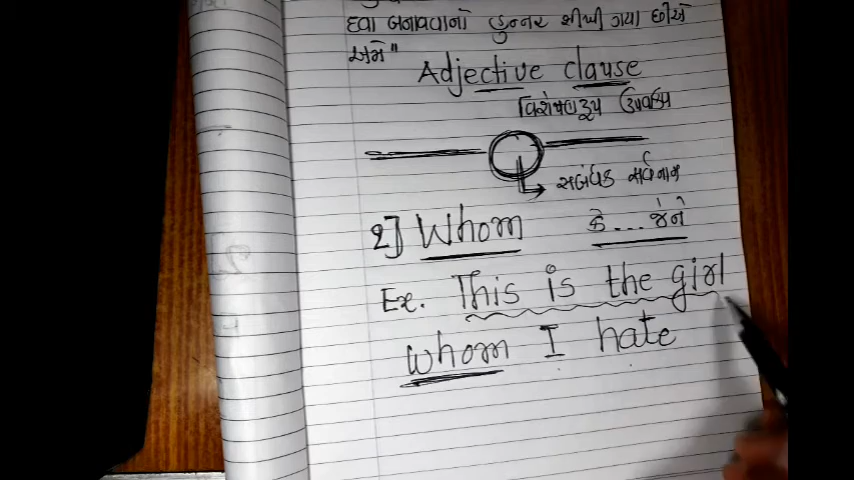 દવા બનાવવાનો હુન્નર શીખી ગયા છીએ
અમે"
Adjective clause
વિશેષણરૂપ ઉપવાક્ય
સબંધક સર્વનામ
2] Whom કે...જેને
Ex. This is the girl
whom I hate